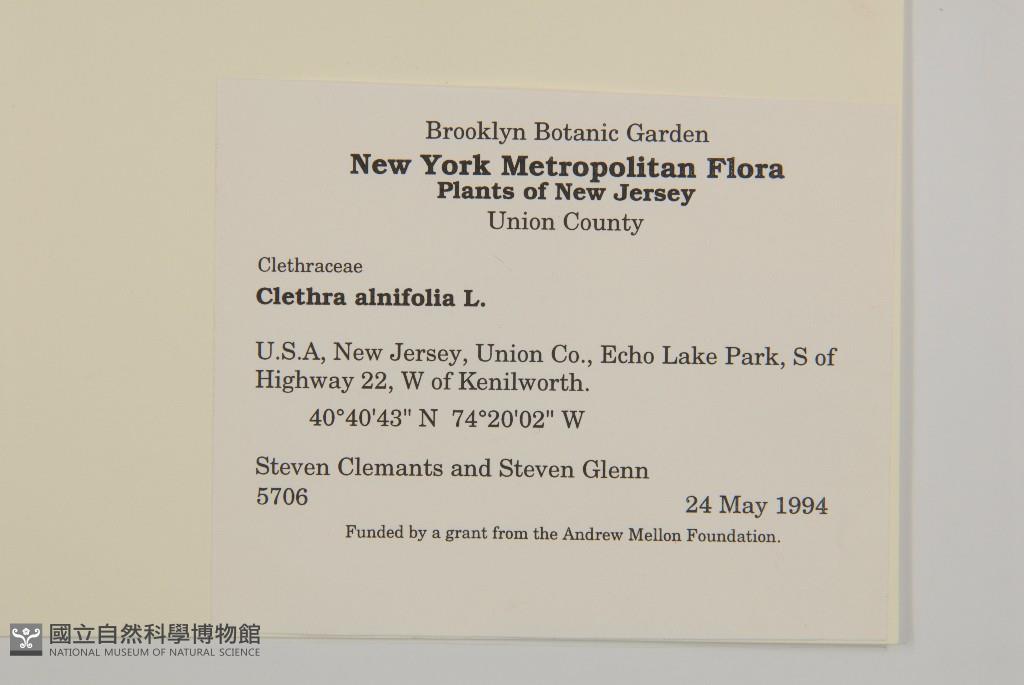 Brooklyn Botanic Garden
New York Metropolitan Flora
Plants of New Jersey
Union County
Clethraceae
Clethra alnifolia L.
U.S.A, New Jersey, Union Co., Echo Lake Park, S of
Highway 22, W of Kenilworth.
40°40'43" N  74°20'02" W
Steven Clemants and Steven Glenn
5706 24 May 1994
Funded by a grant from the Andrew Mellon Foundation.
國立自然科學博物館
NATIONAL MUSEUM OF NATURAL SCIENCE